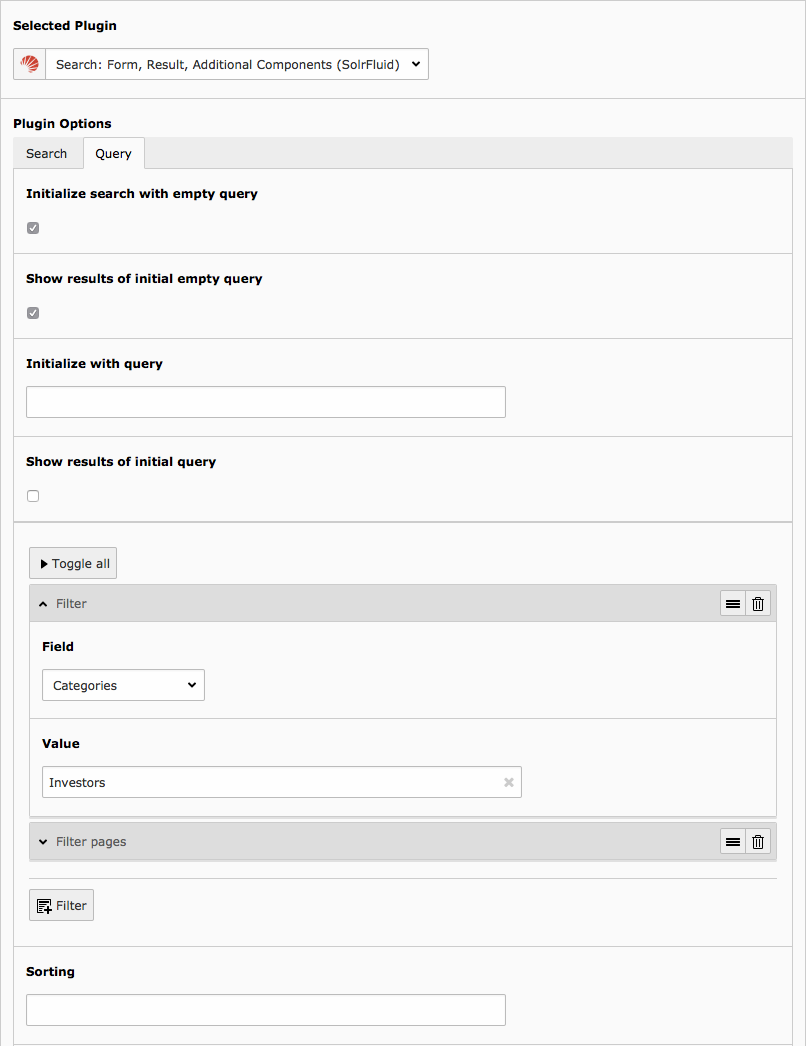 Selected Plugin
Search: Form, Result, Additional Components (SolrFluid)
Plugin Options
Search Query
Initialize search with empty query
Show results of initial empty query
Initialize with query
Show results of initial query
Toggle all
Filter
Field
Categories
Value
Investors
Filter pages
Filter
Sorting